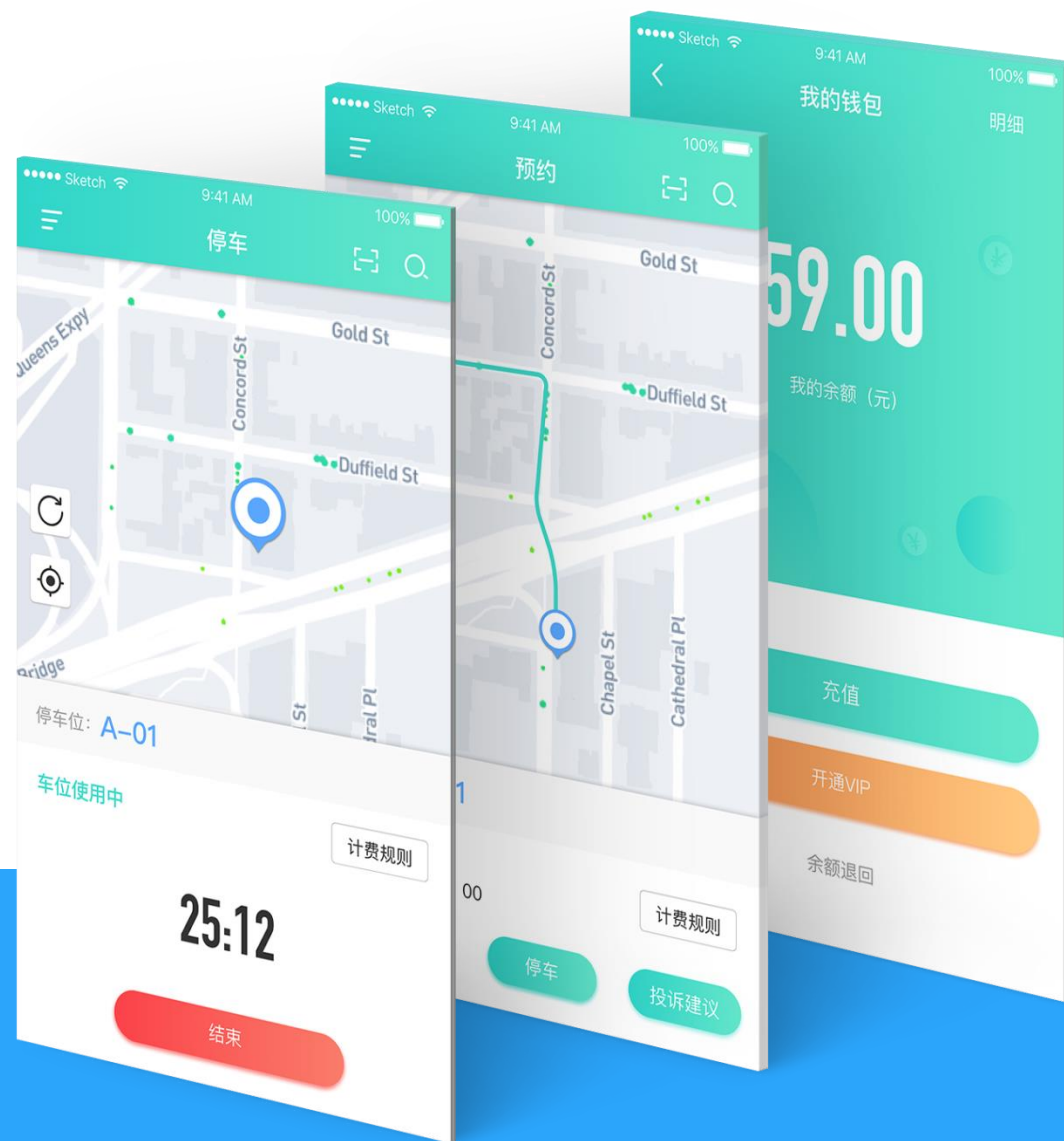 Sketch
9:41 AM
100%
停车
Queens Expy
Concord St
Gold St
Duffield St
Bridge
St
停车位: A-01
车位使用中
计费规则
25:12
结束
Sketch
9:41 AM
100%
预约
Concord St
Gold St
Duffield St
Chapel St
Cathedral Pl
1
00
计费规则
停车
投诉建议
Sketch
9:41 AM
100%
我的钱包
明细
59.00
我的余额（元）
¥
¥
充值
开通VIP
余额退回